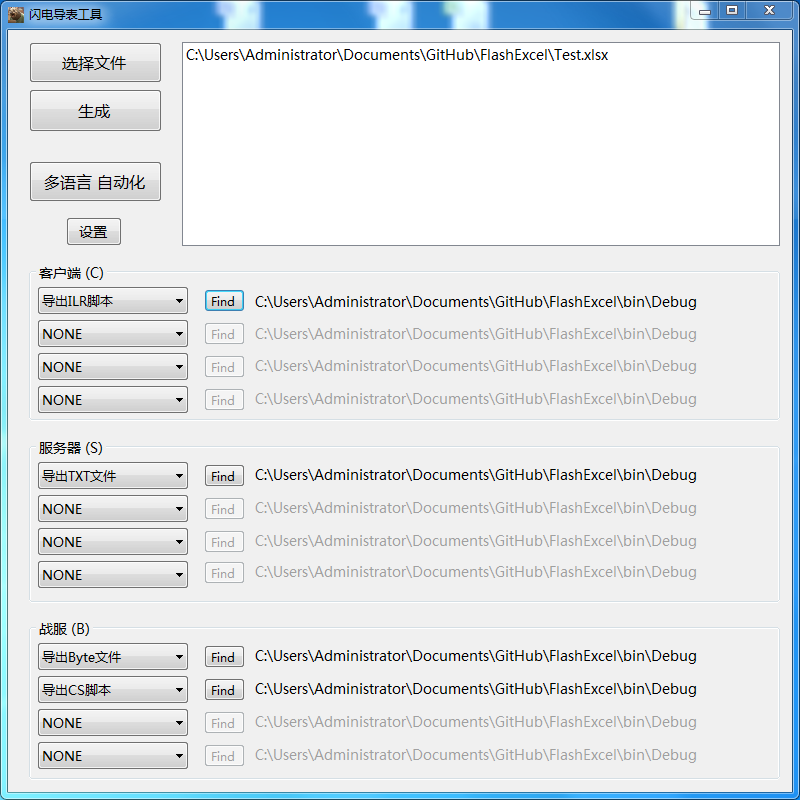 闪电导表工具
选择文件
生成
多语言 自动化
设置
C:\Users\Administrator\Documents\GitHub\FlashExcel\Test.xlsx
客户端 (C)
导出ILR脚本 Find C:\Users\Administrator\Documents\GitHub\FlashExcel\bin\Debug
NONE Find C:\Users\Administrator\Documents\GitHub\FlashExcel\bin\Debug
NONE Find C:\Users\Administrator\Documents\GitHub\FlashExcel\bin\Debug
NONE Find C:\Users\Administrator\Documents\GitHub\FlashExcel\bin\Debug
服务器 (S)
导出TXT文件 Find C:\Users\Administrator\Documents\GitHub\FlashExcel\bin\Debug
NONE Find C:\Users\Administrator\Documents\GitHub\FlashExcel\bin\Debug
NONE Find C:\Users\Administrator\Documents\GitHub\FlashExcel\bin\Debug
NONE Find C:\Users\Administrator\Documents\GitHub\FlashExcel\bin\Debug
战服 (B)
导出Byte文件 Find C:\Users\Administrator\Documents\GitHub\FlashExcel\bin\Debug
导出CS脚本 Find C:\Users\Administrator\Documents\GitHub\FlashExcel\bin\Debug
NONE Find C:\Users\Administrator\Documents\GitHub\FlashExcel\bin\Debug
NONE Find C:\Users\Administrator\Documents\GitHub\FlashExcel\bin\Debug